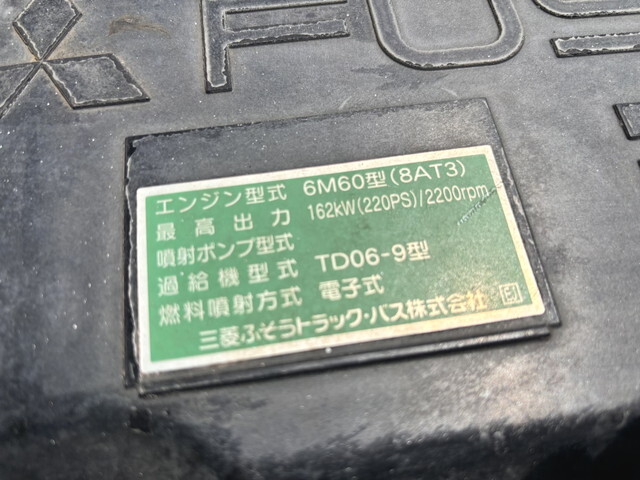 FUS
エンジン型式 6M60型(8AT3)
最高出力 162kW(220PS)/2200rpm
噴射ポンプ型式
過給機型式 TD06-9型
燃料噴射方式 電子式
三菱ふそうトラック・バス株式会社